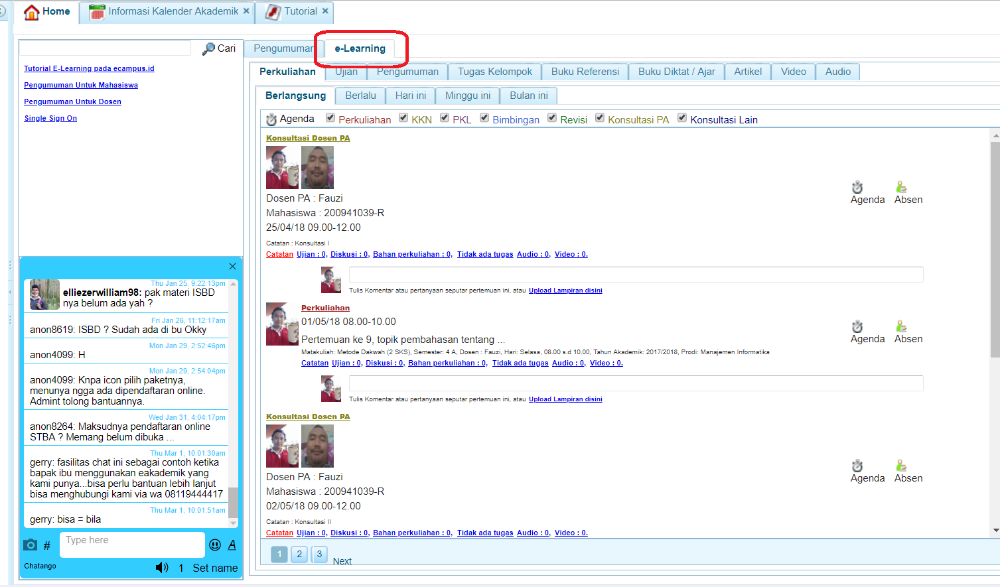 Home
Informasi Kalender Akademik
Tutorial
Cari
Tutorial E-Learning pada ecampus.id
Pengumuman Untuk Mahasiswa
Pengumuman Untuk Dosen
Single Sign On
Thu Jan 25, 9:22:13pm
elliezerwilliam98: pak materi ISBD
nya belum ada yah ?
Fri Jan 26, 11:12:17am
anon8619: ISBD ? Sudah ada di bu Okky
Mon Jan 29, 2:52:46pm
anon4099: H
Mon Jan 29, 2:54:04pm
anon4099: Knpa icon pilih paketnya,
menunya ngga ada dipendaftaran online.
Admint tolong bantuannya.
Wed Jan 31, 4:04:17pm
anon8264: Maksudnya pendaftaran online
STBA ? Memang belum dibuka ...
Thu Mar 1, 10:01:30am
gerry: fasilitas chat ini sebagai contoh ketika
bapak ibu menggunakan eakademik yang
kami punya...bisa perlu bantuan lebih lanjut
bisa menghubungi kami via wa 08119444417
Thu Mar 1, 10:01:51am
gerry: bisa = bila
# Type here A
Chatango 1 Set name
Pengumuman e-Learning
Perkuliahan Ujian Pengumuman Tugas Kelompok Buku Referensi Buku Diktat / Ajar Artikel Video Audio
Berlangsung Berlalu Hari ini Minggu ini Bulan ini
Agenda Perkuliahan KKN PKL Bimbingan Revisi Konsultasi PA Konsultasi Lain
Konsultasi Dosen PA
Dosen PA : Fauzi
Agenda Absen
Mahasiswa : 200941039-R
25/04/18 09.00-12.00
Catatan : Konsultasi I
Catatan Ujian : 0, Diskusi : 0, Bahan perkuliahan : 0, Tidak ada tugas Audio : 0, Video : 0.
Tulis Komentar atau pertanyaan seputar pertemuan ini, atau Upload Lampiran disini
Perkuliahan
01/05/18 08.00-10.00
Pertemuan ke 9, topik pembahasan tentang ...
Agenda Absen
Matakuliah: Metode Dakwah (2 SKS), Semester: 4 A, Dosen : Fauzi, Hari: Selasa, 08.00 s.d 10.00, Tahun Akademik: 2017/2018, Prodi: Manajemen Informatika
Catatan Ujian : 0, Diskusi : 0, Bahan perkuliahan : 0, Tidak ada tugas Audio : 0, Video : 0.
Tulis Komentar atau pertanyaan seputar pertemuan ini, atau Upload Lampiran disini
Konsultasi Dosen PA
Dosen PA : Fauzi
Agenda Absen
Mahasiswa : 200941039-R
02/05/18 09.00-12.00
Catatan : Konsultasi II
Catatan Ujian : 0, Diskusi : 0, Bahan perkuliahan : 0, Tidak ada tugas Audio : 0, Video : 0.
1 2 3 Next